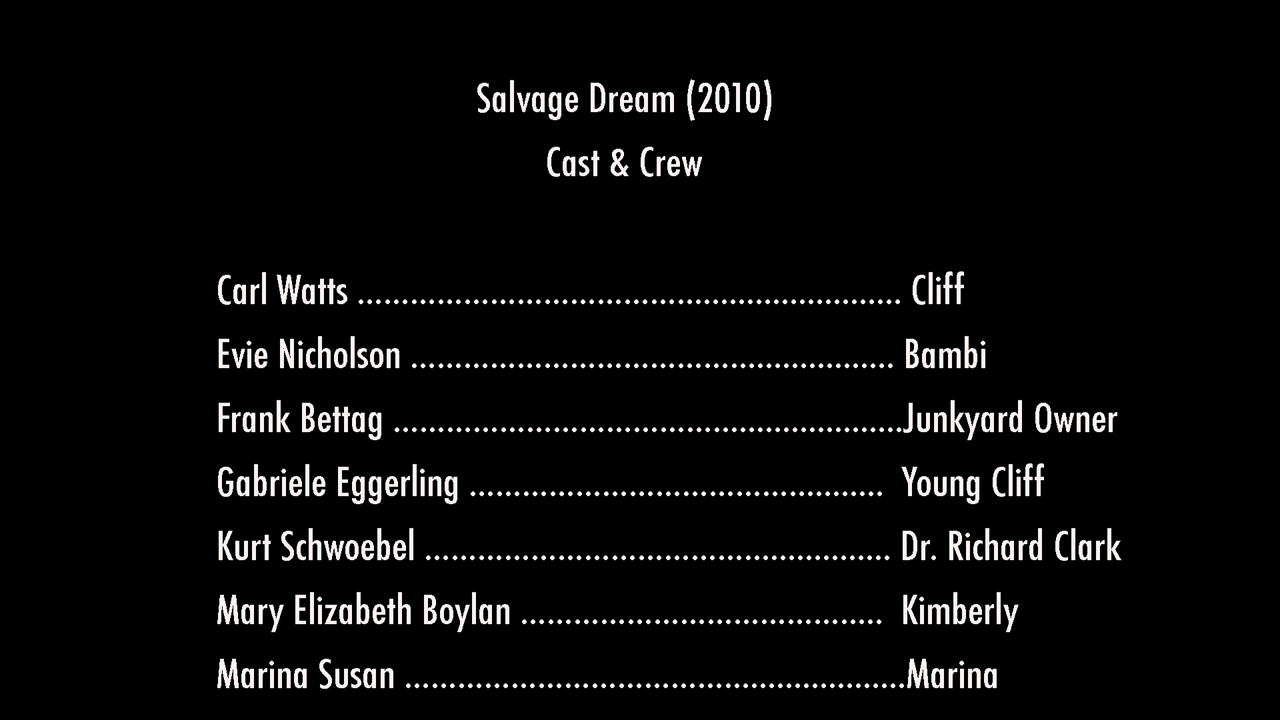 Salvage Dream (2010)
Cast & Crew
Carl Watts ............................................................. Cliff
Evie Nicholson ...................................................... Bambi
Frank Bettag .........................................................Junkyard Owner
Gabriele Eggerling .............................................. Young Cliff
Kurt Schwoebel .................................................... Dr. Richard Clark
Mary Elizabeth Boylan ........................................ Kimberly
Marina Susan ........................................................Marina